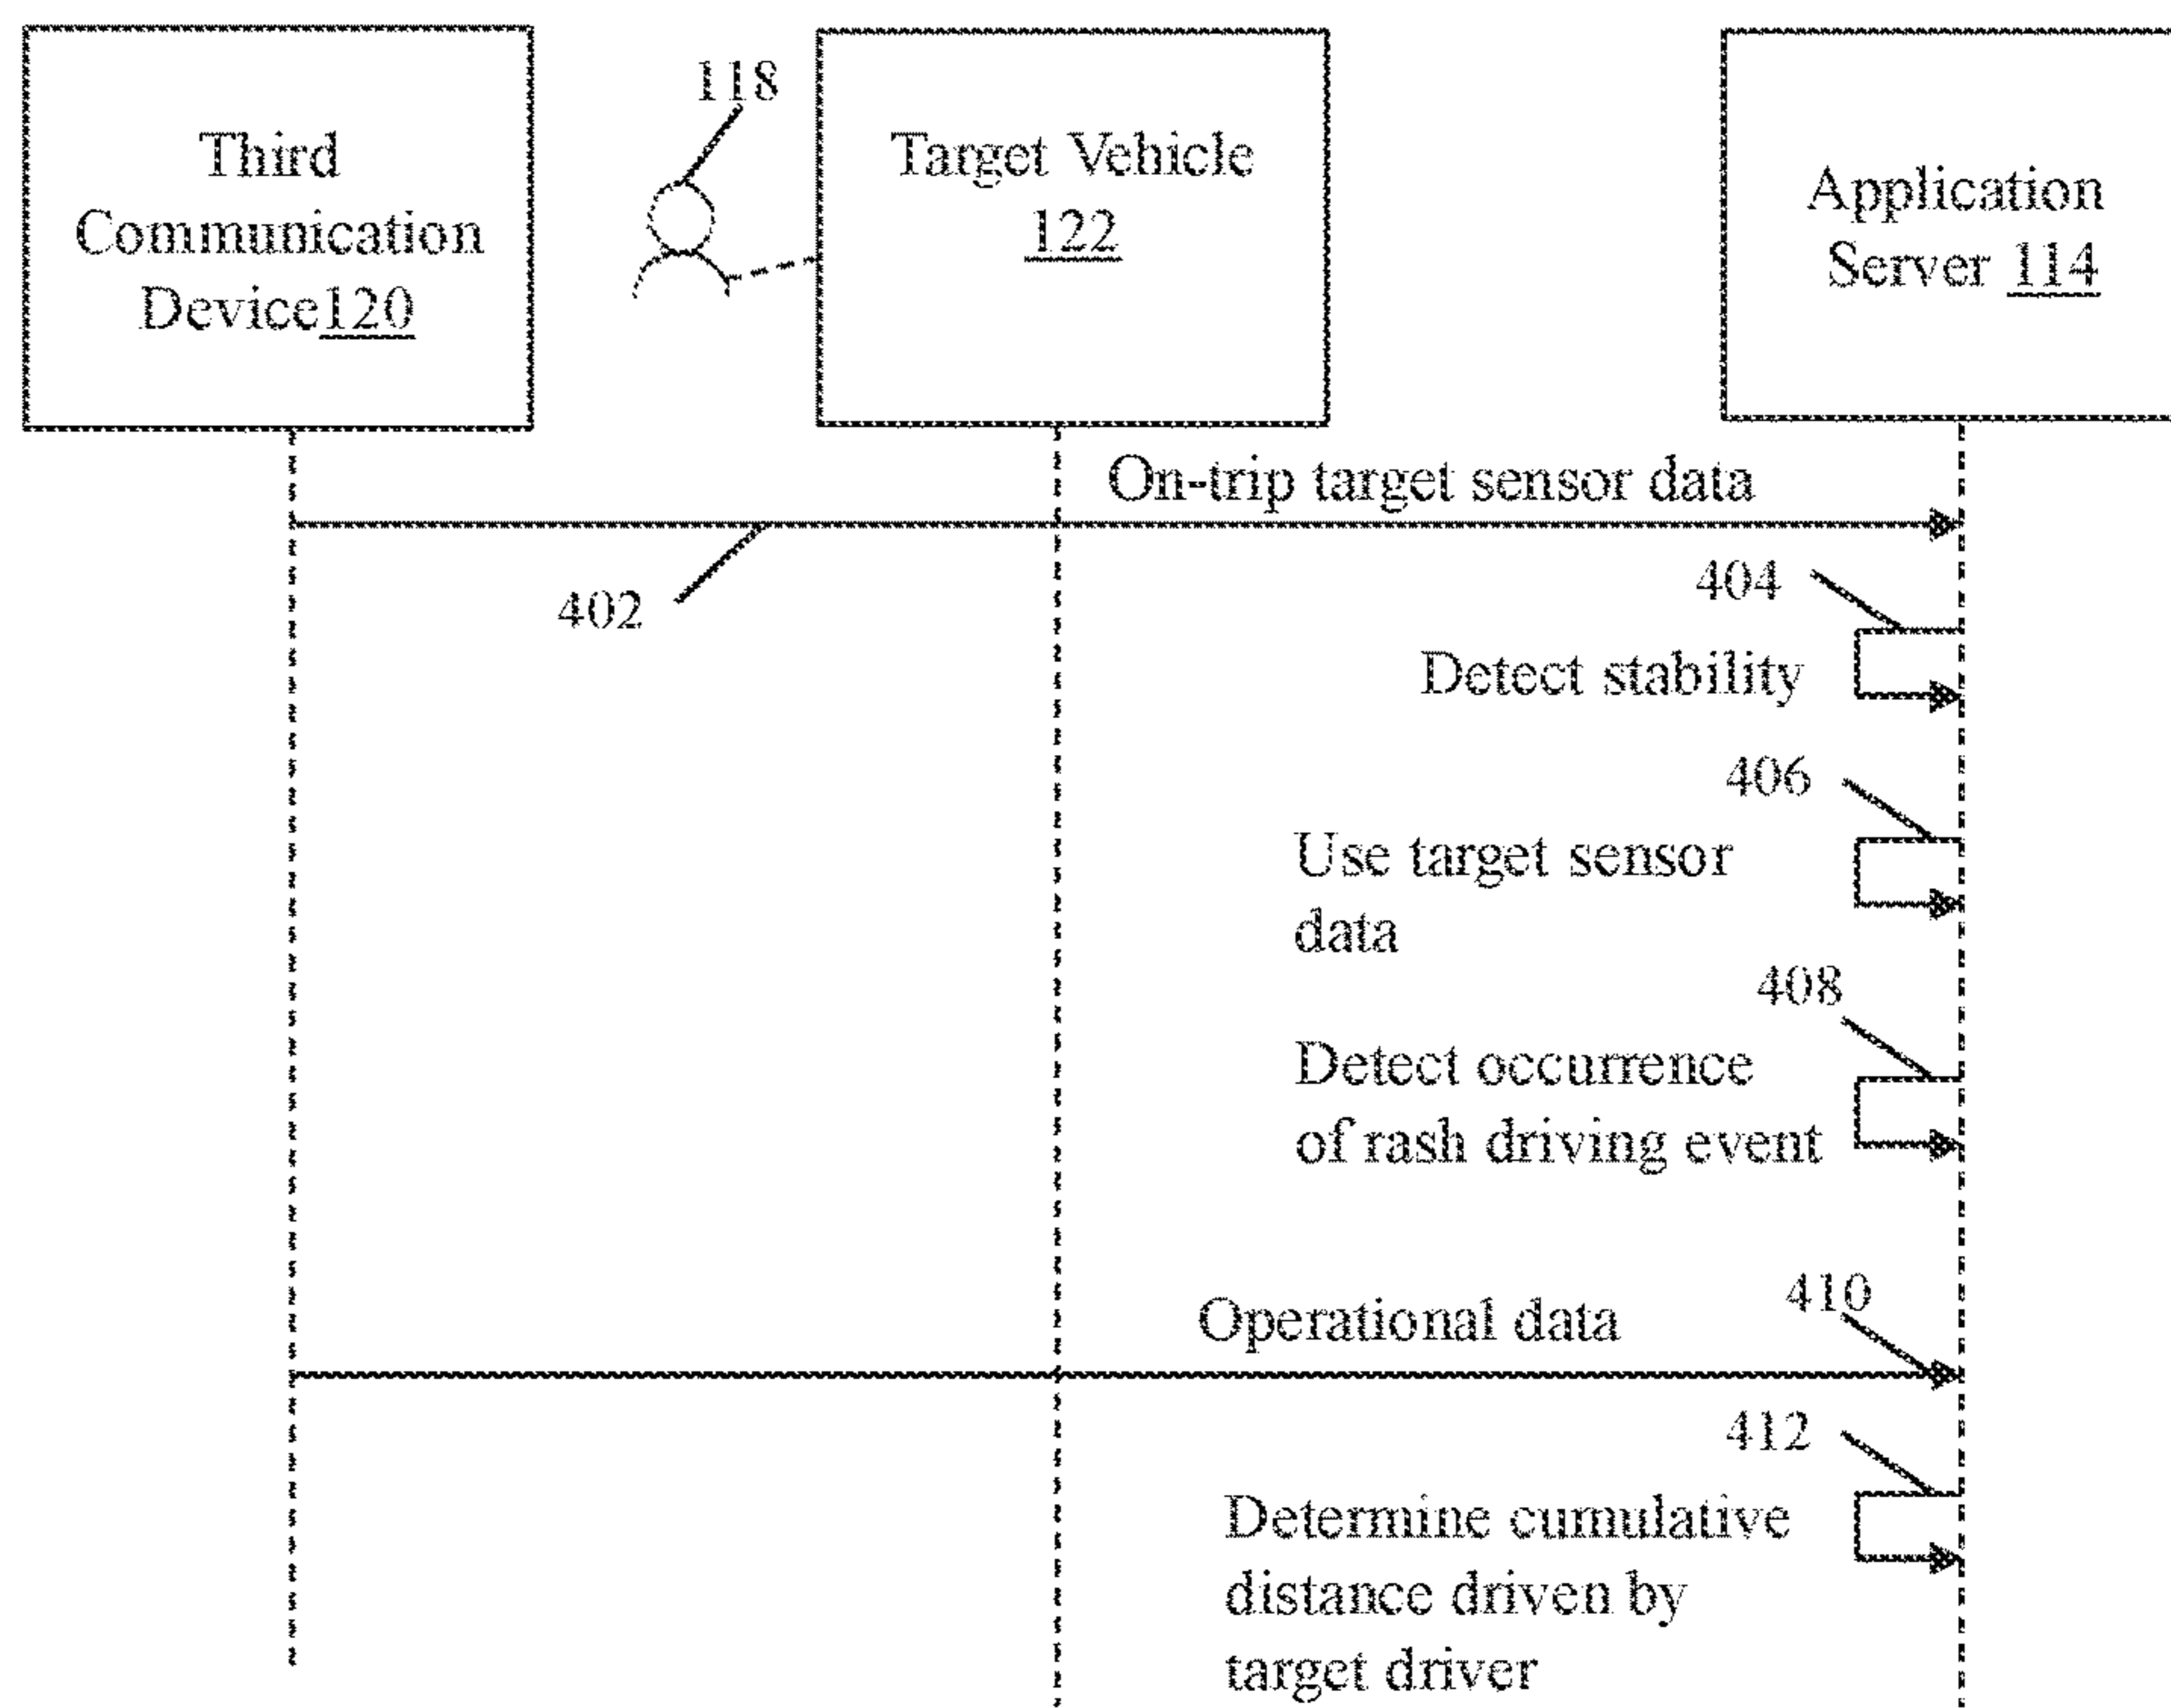 Third
Communication
Device120
118
Target Vehicle
122
Application
Server 114
On-trip target sensor data
402
404
Detect stability
406
Use target sensor
data
408
Detect occurrence
of rash driving event
410
Operational data
412
Determine cumulative
distance driven by
target driver